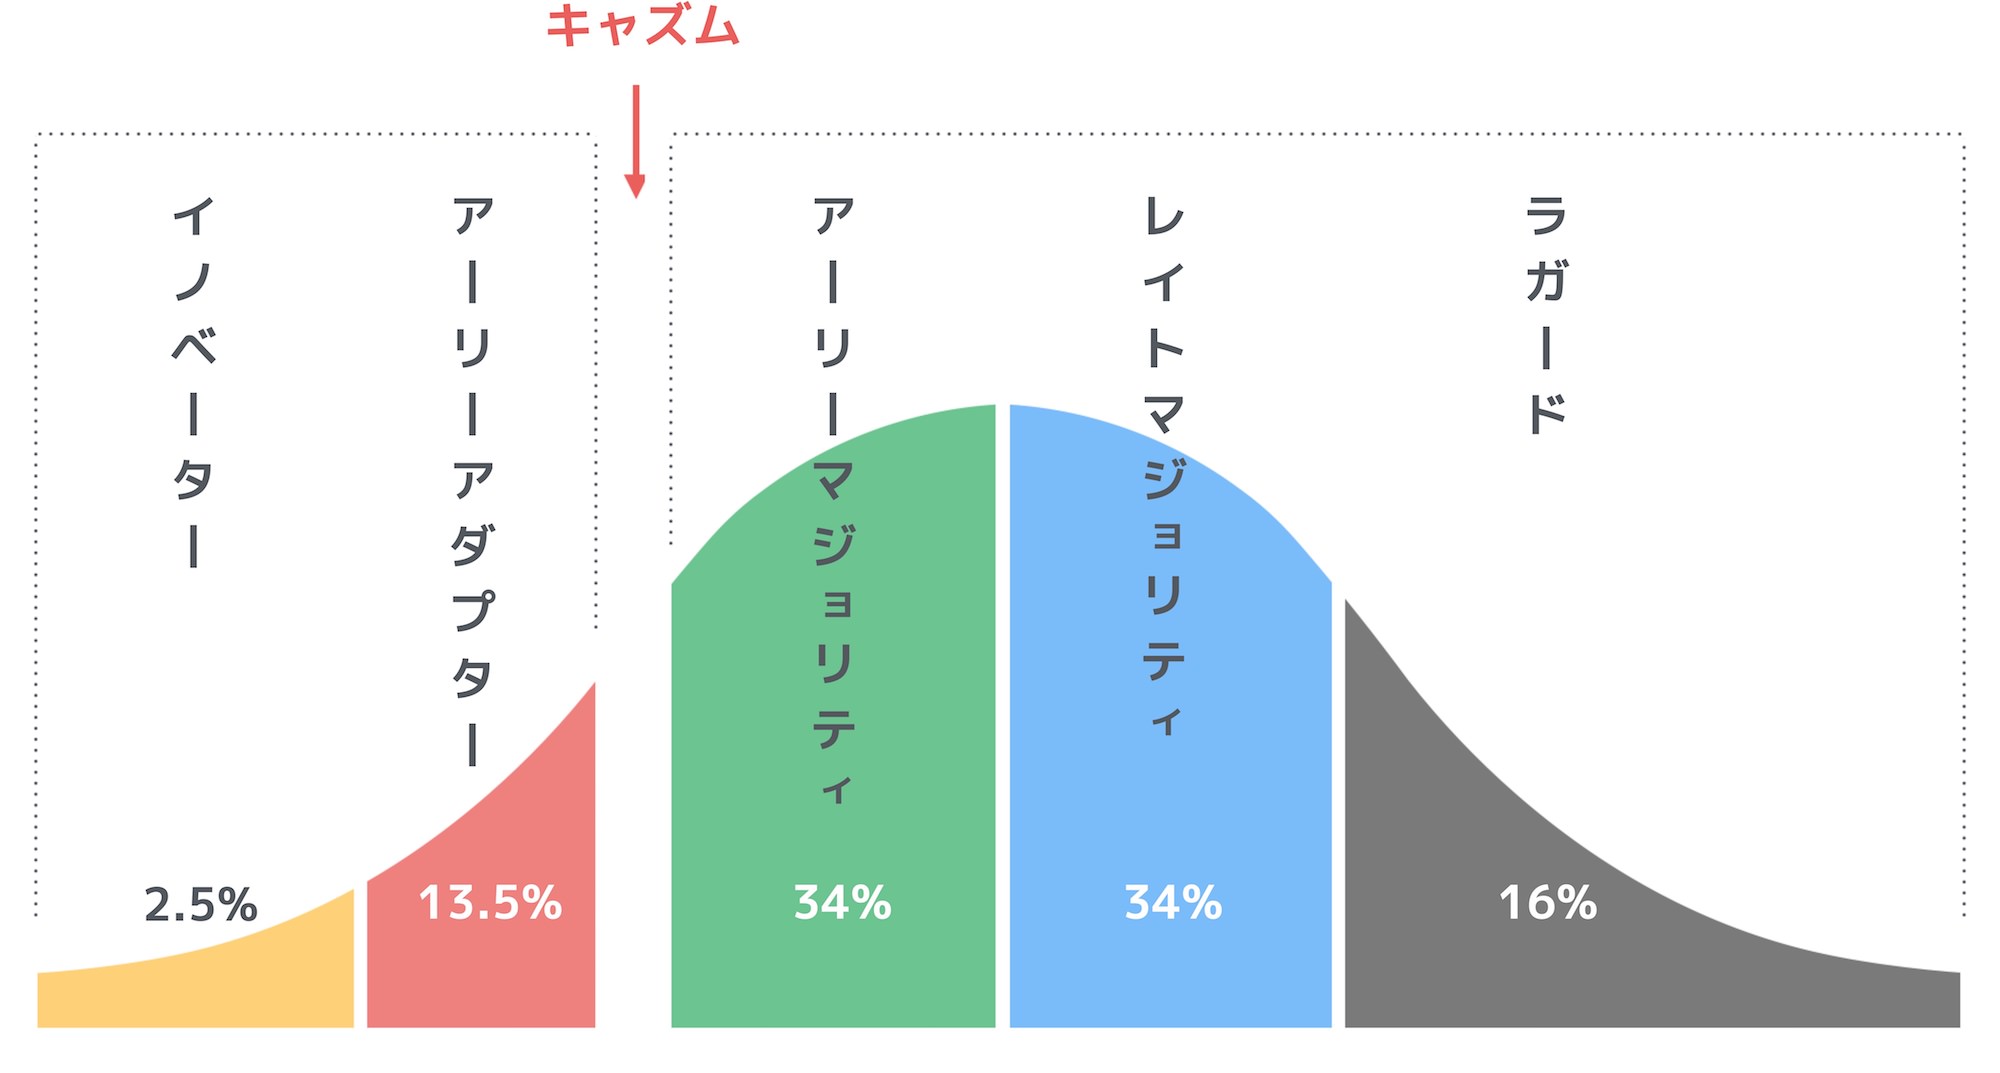 キャズム
イノベーター
アーリーアダプター
アーリーマジョリティ
レイトマジョリティ
ラガード
2.5%
13.5%
34%
34%
16%